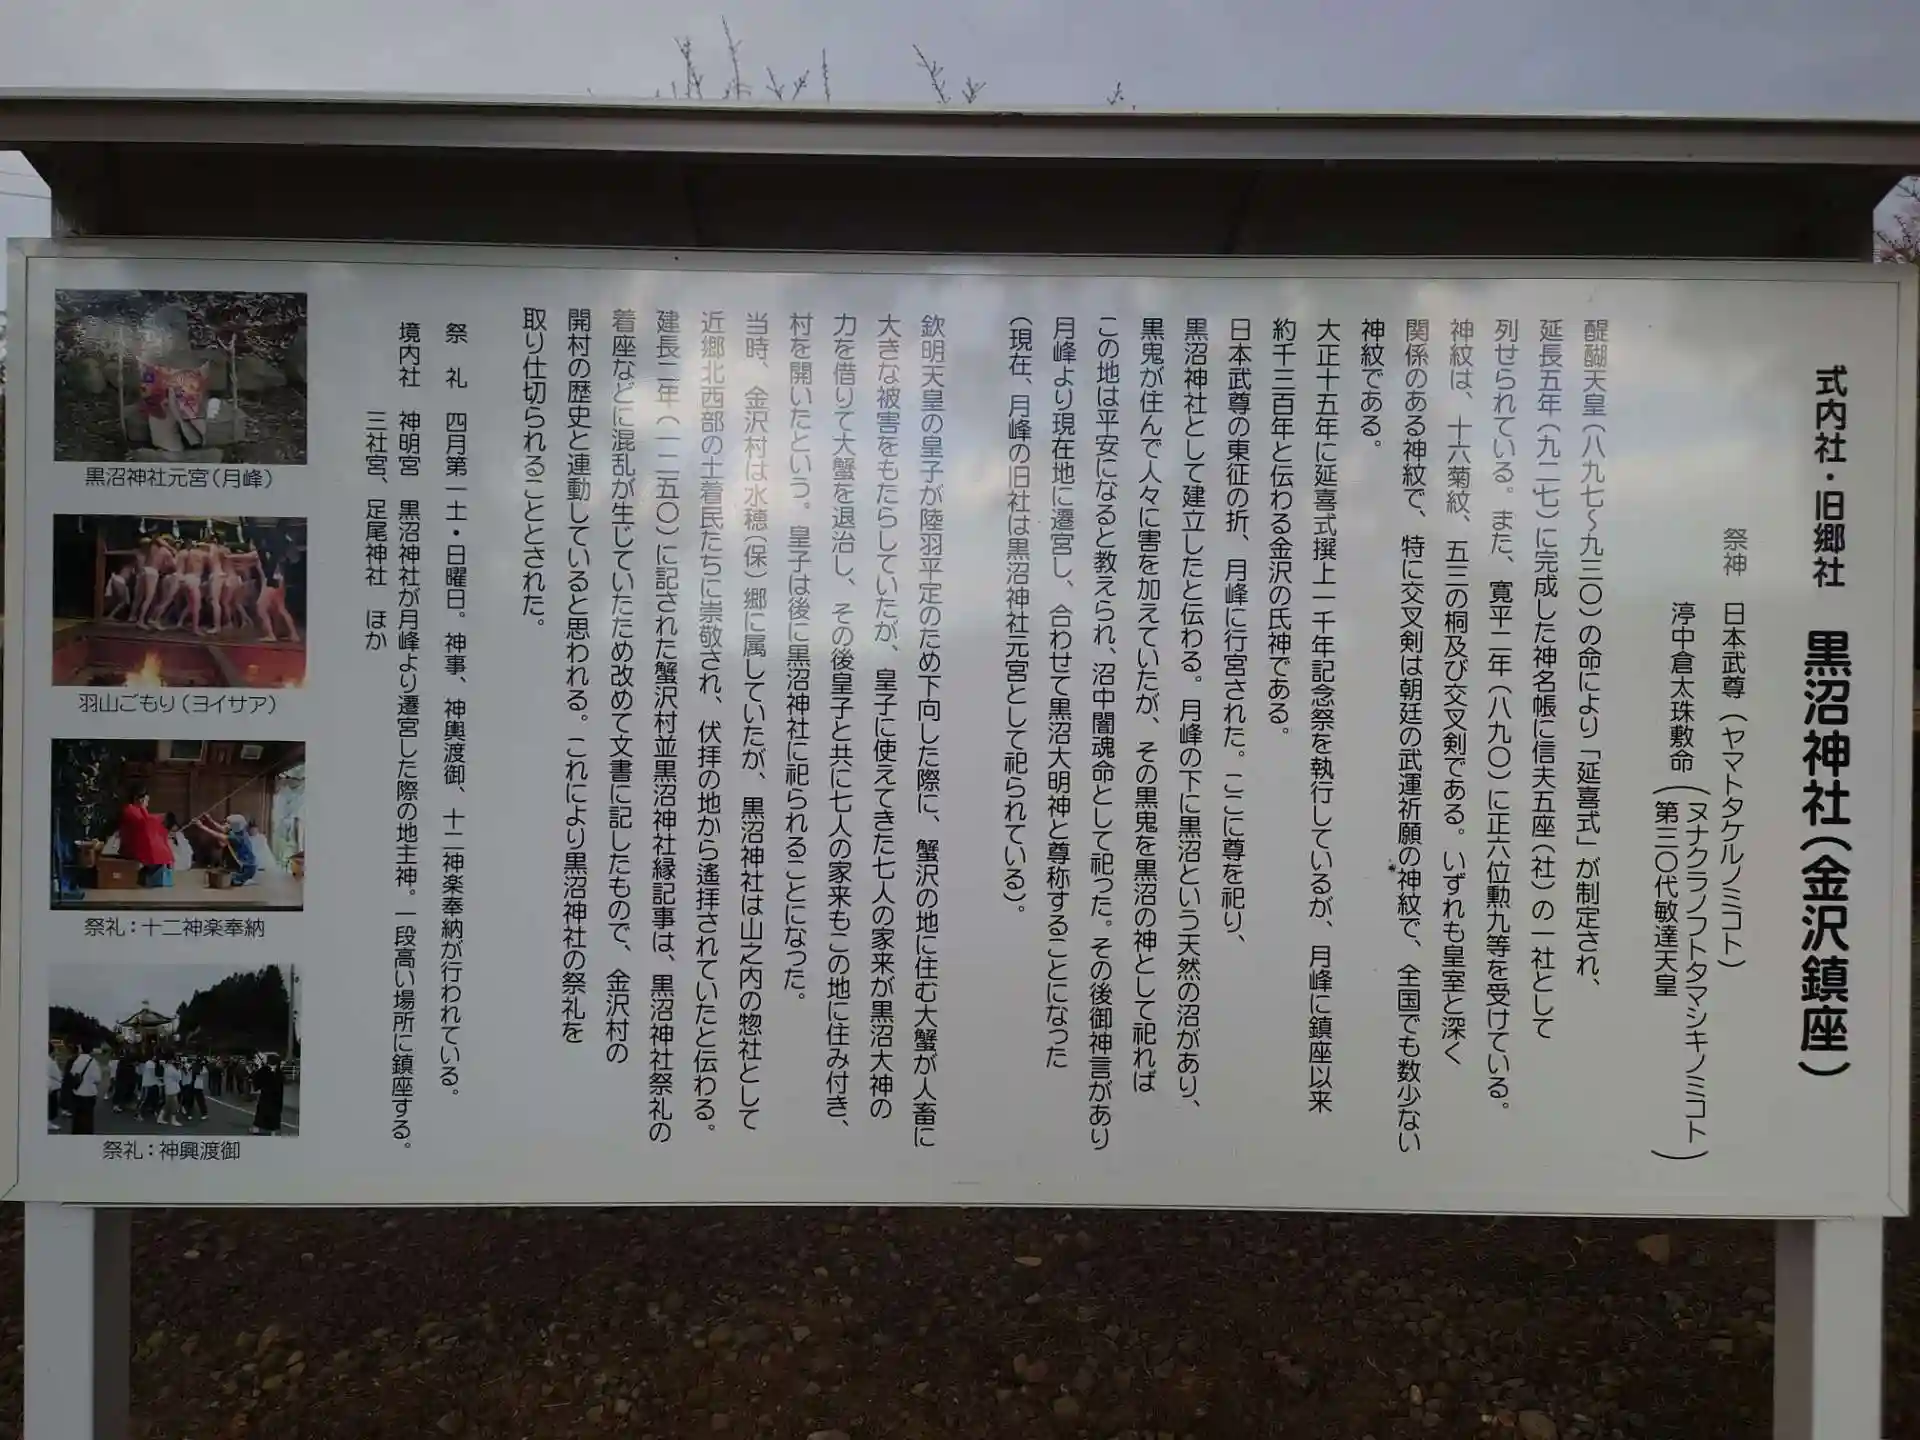 式内社・旧郷社　黒沼神社（金沢鎮座）
祭神　日本武尊（ヤマトタケルノミコト）
渟中倉太珠敷命（ヌナクラノフトタマシキノミコト
第三〇代敏達天皇）
醍醐天皇（八九七～九三〇）の命により「延喜式」が制定され、
延長五年（九二七）に完成した神名帳に信夫五座（社）の一社として
列せられている。また、寛平二年（八九〇）に正六位勲九等を受けている。
神紋は、十六菊紋、五三の桐及び交叉剣である。いずれも皇室と深く
関係のある神紋で、特に交叉剣は朝廷の武運祈願の神紋で、全国でも数少ない
神紋である。
大正十五年に延喜式撰上一千年記念祭を執行しているが、月峰に鎮座以来
約千三百年と伝わる金沢の氏神である。
日本武尊の東征の折、月峰に行宮された。ここに尊を祀り、
黒沼神社として建立したと伝わる。月峰の下に黒沼という天然の沼があり、
黒鬼が住んで人々に害を加えていたが、その黒鬼を黒沼の神として祀れば
この地は平安になると教えられ、沼中闇魂命として祀った。その後御神言があり
月峰より現在地に遷宮し、合わせて黒沼大明神と尊称することになった
（現在、月峰の旧社は黒沼神社元宮として祀られている）。
欽明天皇の皇子が陸羽平定のため下向した際に、蟹沢の地に住む大蟹が人畜に
大きな被害をもたらしていたが、皇子に使えてきた七人の家来が黒沼大神の
力を借りて大蟹を退治し、その後皇子と共に七人の家来もこの地に住み付き、
村を開いたという。皇子は後に黒沼神社に祀られることになった。
当時、金沢村は水穂（保）郷に属していたが、黒沼神社は山之内の惣社として
近郷北西部の土着民たちに崇敬され、伏拝の地から遙拝されていたと伝わる。
建長二年（一二五〇）に記された蟹沢村並黒沼神社縁記事は、黒沼神社祭礼の
着座などに混乱が生じていたため改めて文書に記したもので、金沢村の
開村の歴史と連動していると思われる。これにより黒沼神社の祭礼を
取り仕切られることとされた。
祭　礼　四月第一土・日曜日。神事、神輿渡御、十二神楽奉納が行われている。
境内社　神明宮　黒沼神社が月峰より遷宮した際の地主神。一段高い場所に鎮座する。
三社宮、足尾神社　ほか
黒沼神社元宮（月峰）
羽山ごもり（ヨイサア）
祭礼：十二神楽奉納
祭礼：神興渡御